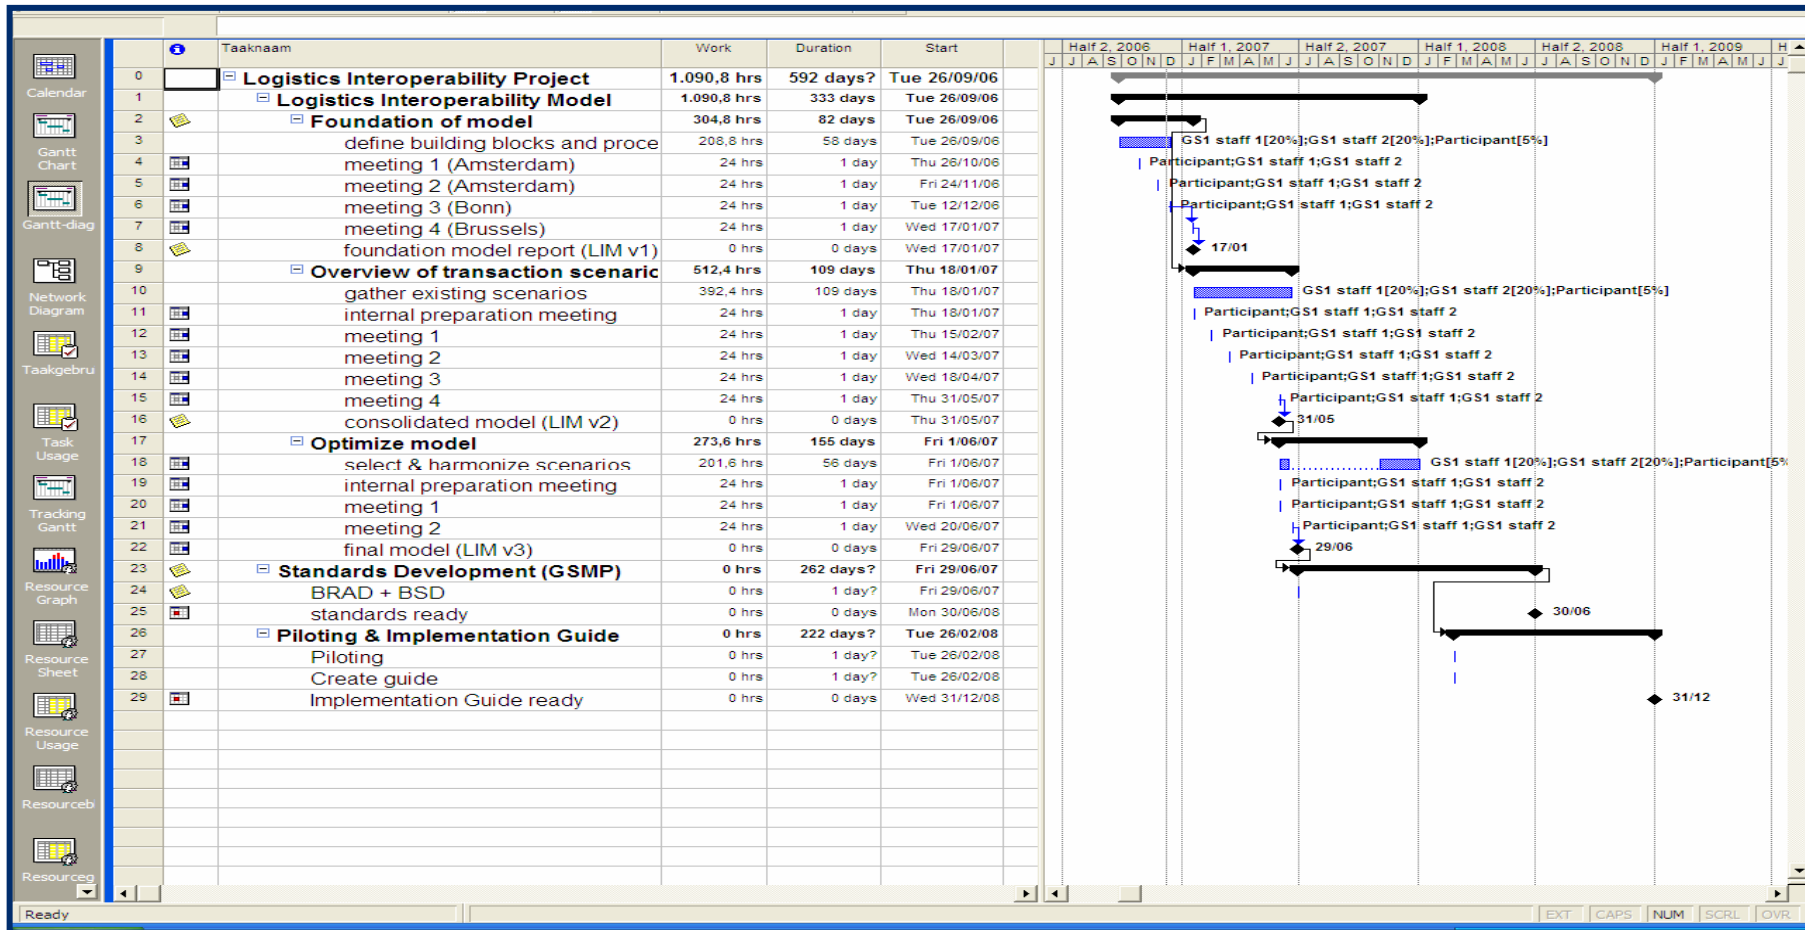 Taaknaam Work Duration Start
Half 2, 2006 Half 1, 2007 Half 2, 2007 Half 1, 2008 Half 2, 2008 Half 1, 2009 H
J J A S O N D J F M A M J J A S O N D J F M A M J J A S O N D J F M A M J J
0 Logistics Interoperability Project 1.090,8 hrs 592 days? Tue 26/09/06
1 Logistics Interoperability Model 1.090,8 hrs 333 days Tue 26/09/06
2 Foundation of model 304,8 hrs 82 days Tue 26/09/06
3 define building blocks and proce 208,8 hrs 58 days Tue 26/09/06 GS1 staff 1[20%];GS1 staff 2[20%];Participant[5%]
4 meeting 1 (Amsterdam) 24 hrs 1 day Thu 26/10/06 Participant;GS1 staff 1;GS1 staff 2
5 meeting 2 (Amsterdam) 24 hrs 1 day Fri 24/11/06 Participant;GS1 staff 1;GS1 staff 2
6 meeting 3 (Bonn) 24 hrs 1 day Tue 12/12/06 Participant;GS1 staff 1;GS1 staff 2
7 meeting 4 (Brussels) 24 hrs 1 day Wed 17/01/07
8 foundation model report (LIM v1) 0 hrs 0 days Wed 17/01/07 17/01
9 Overview of transaction scenaric 512,4 hrs 109 days Thu 18/01/07
10 gather existing scenarios 392,4 hrs 109 days Thu 18/01/07 GS1 staff 1[20%];GS1 staff 2[20%];Participant[5%]
11 internal preparation meeting 24 hrs 1 day Thu 18/01/07 Participant;GS1 staff 1;GS1 staff 2
12 meeting 1 24 hrs 1 day Thu 15/02/07 Participant;GS1 staff 1;GS1 staff 2
13 meeting 2 24 hrs 1 day Wed 14/03/07 Participant;GS1 staff 1;GS1 staff 2
14 meeting 3 24 hrs 1 day Wed 18/04/07 Participant;GS1 staff 1;GS1 staff 2
15 meeting 4 24 hrs 1 day Thu 31/05/07 Participant;GS1 staff 1;GS1 staff 2
16 consolidated model (LIM v2) 0 hrs 0 days Thu 31/05/07 31/05
17 Optimize model 273,6 hrs 155 days Fri 1/06/07
18 select & harmonize scenarios 201,6 hrs 56 days Fri 1/06/07 GS1 staff 1[20%];GS1 staff 2[20%];Participant[5%
19 internal preparation meeting 24 hrs 1 day Fri 1/06/07 Participant;GS1 staff 1;GS1 staff 2
20 meeting 1 24 hrs 1 day Fri 1/06/07 Participant;GS1 staff 1;GS1 staff 2
21 meeting 2 24 hrs 1 day Wed 20/06/07 Participant;GS1 staff 1;GS1 staff 2
22 final model (LIM v3) 0 hrs 0 days Fri 29/06/07 29/06
23 Standards Development (GSMP) 0 hrs 262 days? Fri 29/06/07
24 BRAD + BSD 0 hrs 1 day? Fri 29/06/07
25 standards ready 0 hrs 0 days Mon 30/06/08 30/06
26 Piloting & Implementation Guide 0 hrs 222 days? Tue 26/02/08
27 Piloting 0 hrs 1 day? Tue 26/02/08
28 Create guide 0 hrs 1 day? Tue 26/02/08
29 Implementation Guide ready 0 hrs 0 days Wed 31/12/08 31/12
Calendar
Gantt
Chart
Gantt-diag
Network
Diagram
Taakgebru
Task
Usage
Tracking
Gantt
Resource
Graph
Resource
Sheet
Resource
Usage
Resourceb
Resourceg
Ready EXT CAPS NUM SCRL OVR